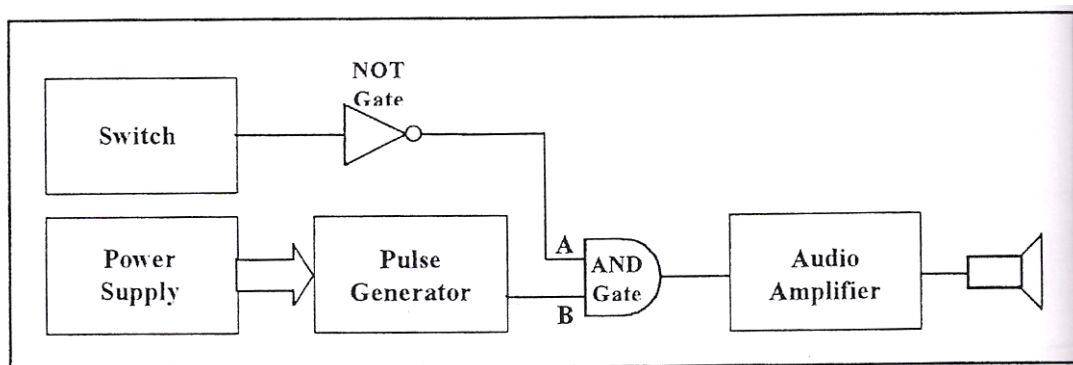 NOT
Gate
Switch
Power
Supply
Pulse
Generator
A
B
AND
Gate
Audio
Amplifier